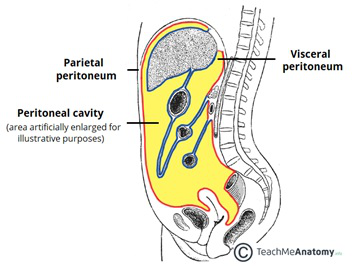 Parietal
peritoneum
Visceral
peritoneum
Peritoneal cavity
(area artificially enlarged for
illustrative purposes)
© TeachMeAnatomy